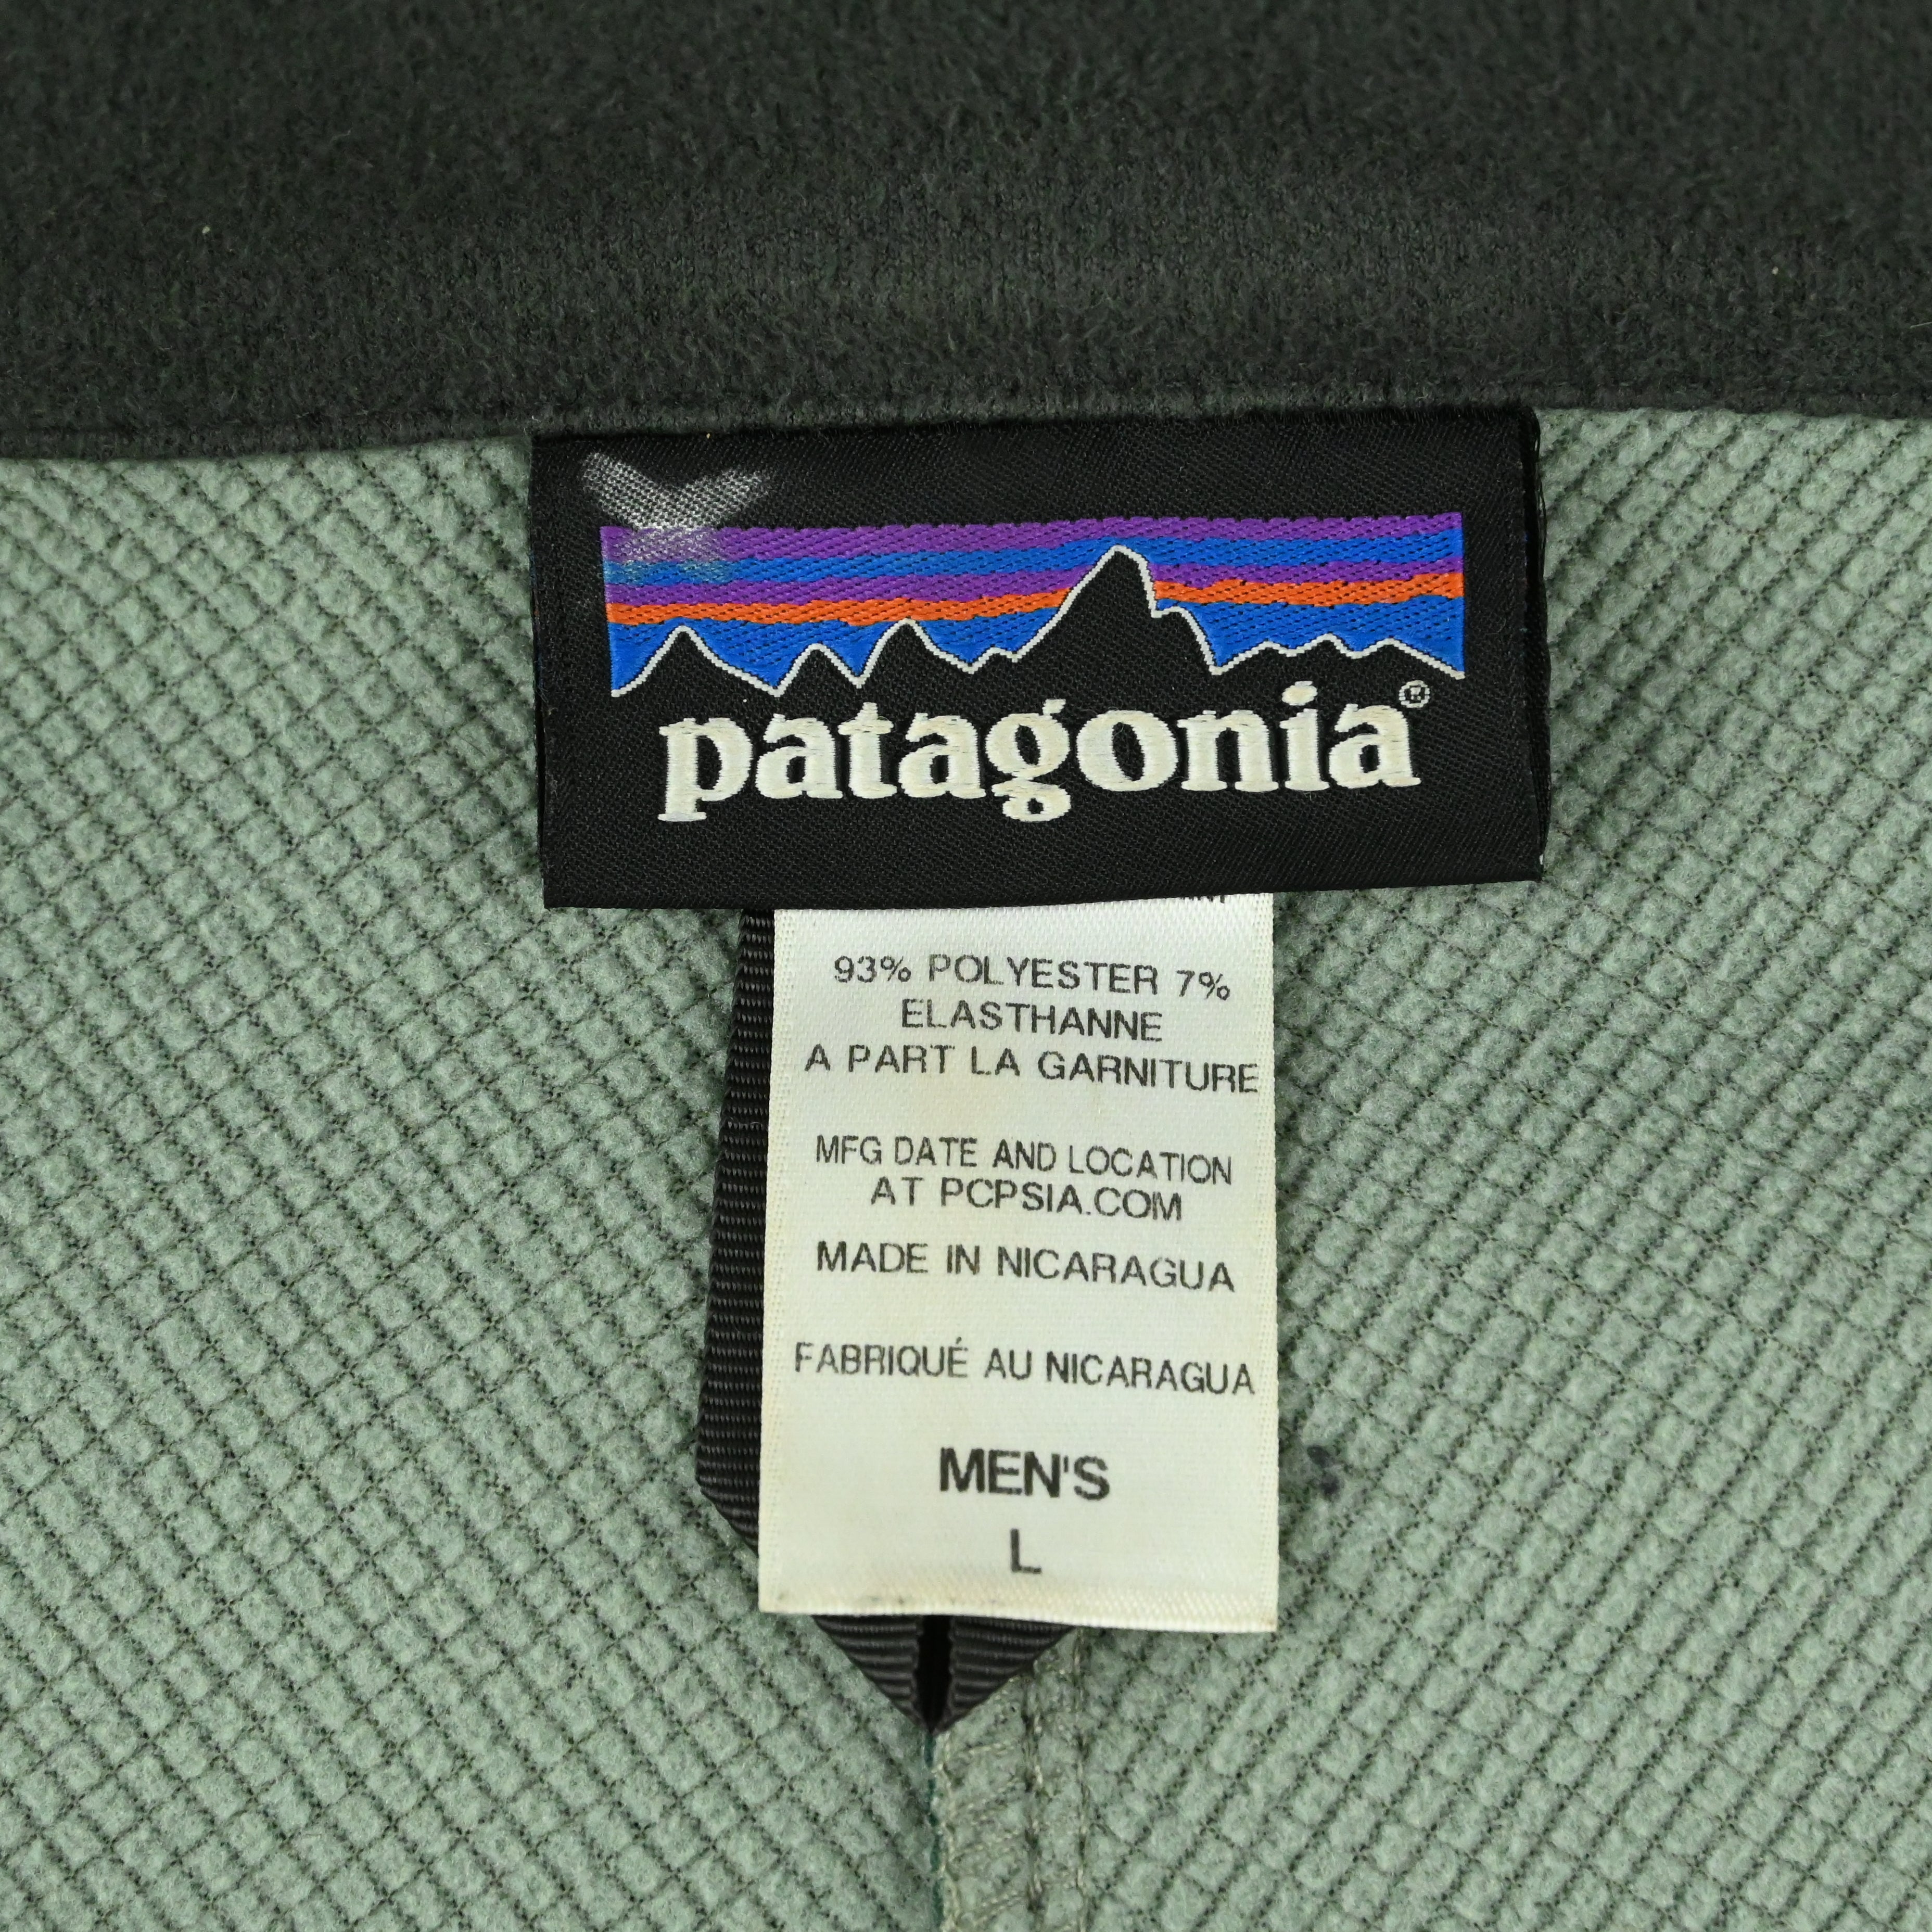 patagonia®
93% POLYESTER 7%
ELASTHANNE
A PART LA GARNITURE
MFG DATE AND LOCATION
AT PCPSIA.COM
MADE IN NICARAGUA
FABRIQUÉ AU NICARAGUA
MEN'S
L